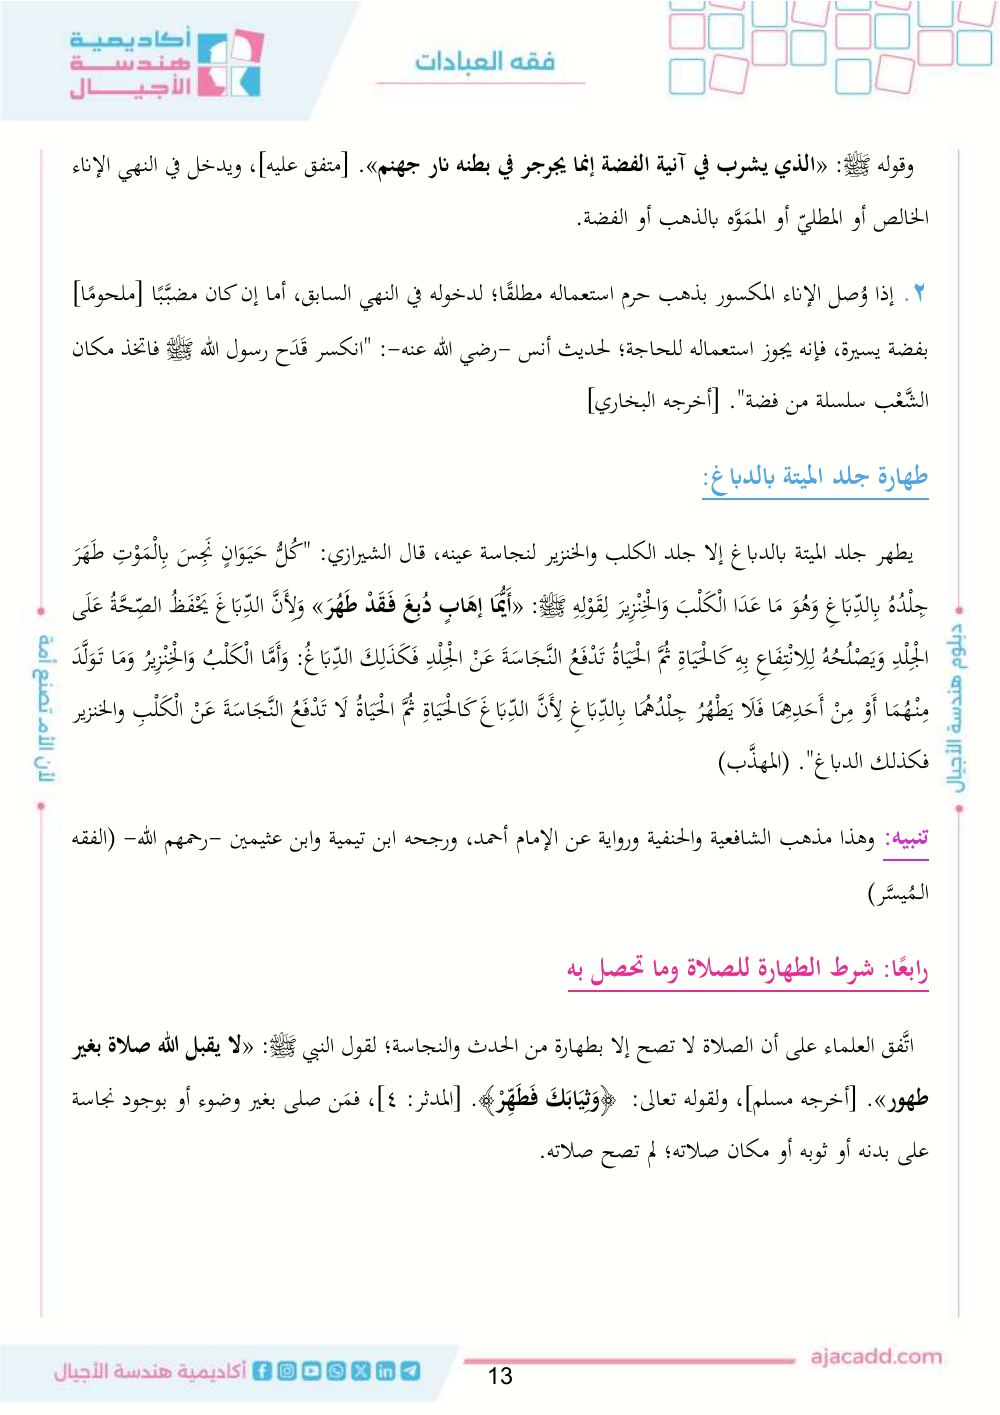 أكاديمية
هندسة
الأجيال
فقه العبادات
وقوله ﷺ: «الذي يشرب في آنية الفضة إنما يجرجر في بطنه نار جهنم». [متفق عليه]، ويدخل في النهي الإناء
الخالص أو المطليّ أو المموَّه بالذهب أو الفضة.
٢. إذا وُصل الإناء المكسور بذهب حرم استعماله مطلقًا؛ لدخوله في النهي السابق، أما إن كان مضبَّبًا [ملحومًا]
بفضة يسيرة، فإنه يجوز استعماله للحاجة؛ لحديث أنس -رضي الله عنه-: "انكسر قَدَح رسول الله ﷺ فاتخذ مكان
الشَّعْب سلسلة من فضة". [أخرجه البخاري]
طهارة جلد الميتة بالدباغ:
يطهر جلد الميتة بالدباغ إلا جلد الكلب والخنزير لنجاسة عينه، قال الشيرازي: "كُلُّ حَيَوَانٍ نَجِسَ بِالْمَوْتِ طَهَرَ
جِلْدُهُ بِالدِّبَاغِ وَهُوَ مَا عَدَا الْكَلْبَ وَالْخِنْزِيرَ لِقَوْلِهِ ﷺ: «أَيُّمَا إِهَابٍ دُبِغَ فَقَدْ طَهُرَ» وَلِأَنَّ الدِّبَاغَ يَحْفَظُ الصِّحَّةُ عَلَى
الْجِلْدِ وَيَصْلُحُهُ لِلِانْتِفَاعِ بِهِ كَالْحَيَاةِ ثُمَّ الْحَيَاةُ تَدْفَعُ النَّجَاسَةَ عَنْ الْجِلْدِ فَكَذَلِكَ الدِّبَاغُ: وَأَمَّا الْكَلْبُ وَالْخِنْزِيرُ وَمَا تَوَلَّدَ
مِنْهُمَا أَوْ مِنْ أَحَدِهِمَا فَلَا يَطْهُرُ جِلْدُهُمَا بِالدِّبَاغِ لِأَنَّ الدِّبَاغَ كَالْحَيَاةِ ثُمَّ الْحَيَاةُ لَا تَدْفَعُ النَّجَاسَةَ عَنْ الْكَلْبِ والخنزير
فكذلك الدباغ". (المهذَّب)
تنبيه: وهذا مذهب الشافعية والحنفية ورواية عن الإمام أحمد، ورجحه ابن تيمية وابن عثيمين -رحمهم الله- (الفقه
المُيسَّر)
رابعًا: شرط الطهارة للصلاة وما تحصل به
اتَّفق العلماء على أن الصلاة لا تصح إلا بطهارة من الحدث والنجاسة؛ لقول النبي ﷺ: «لا يقبل الله صلاة بغير
طهور». [أخرجه مسلم]، ولقوله تعالى: ﴿وَثِيَابَكَ فَطَهِّرْ﴾. [المدثر: ٤]، فمَن صلى بغير وضوء أو بوجود نجاسة
على بدنه أو ثوبه أو مكان صلاته؛ لم تصح صلاته.
دبلوم هندسة الأجيال
لأن الأمـ تصنع أمة
أكاديمية هندسة الأجيال
13
ajacadd.com